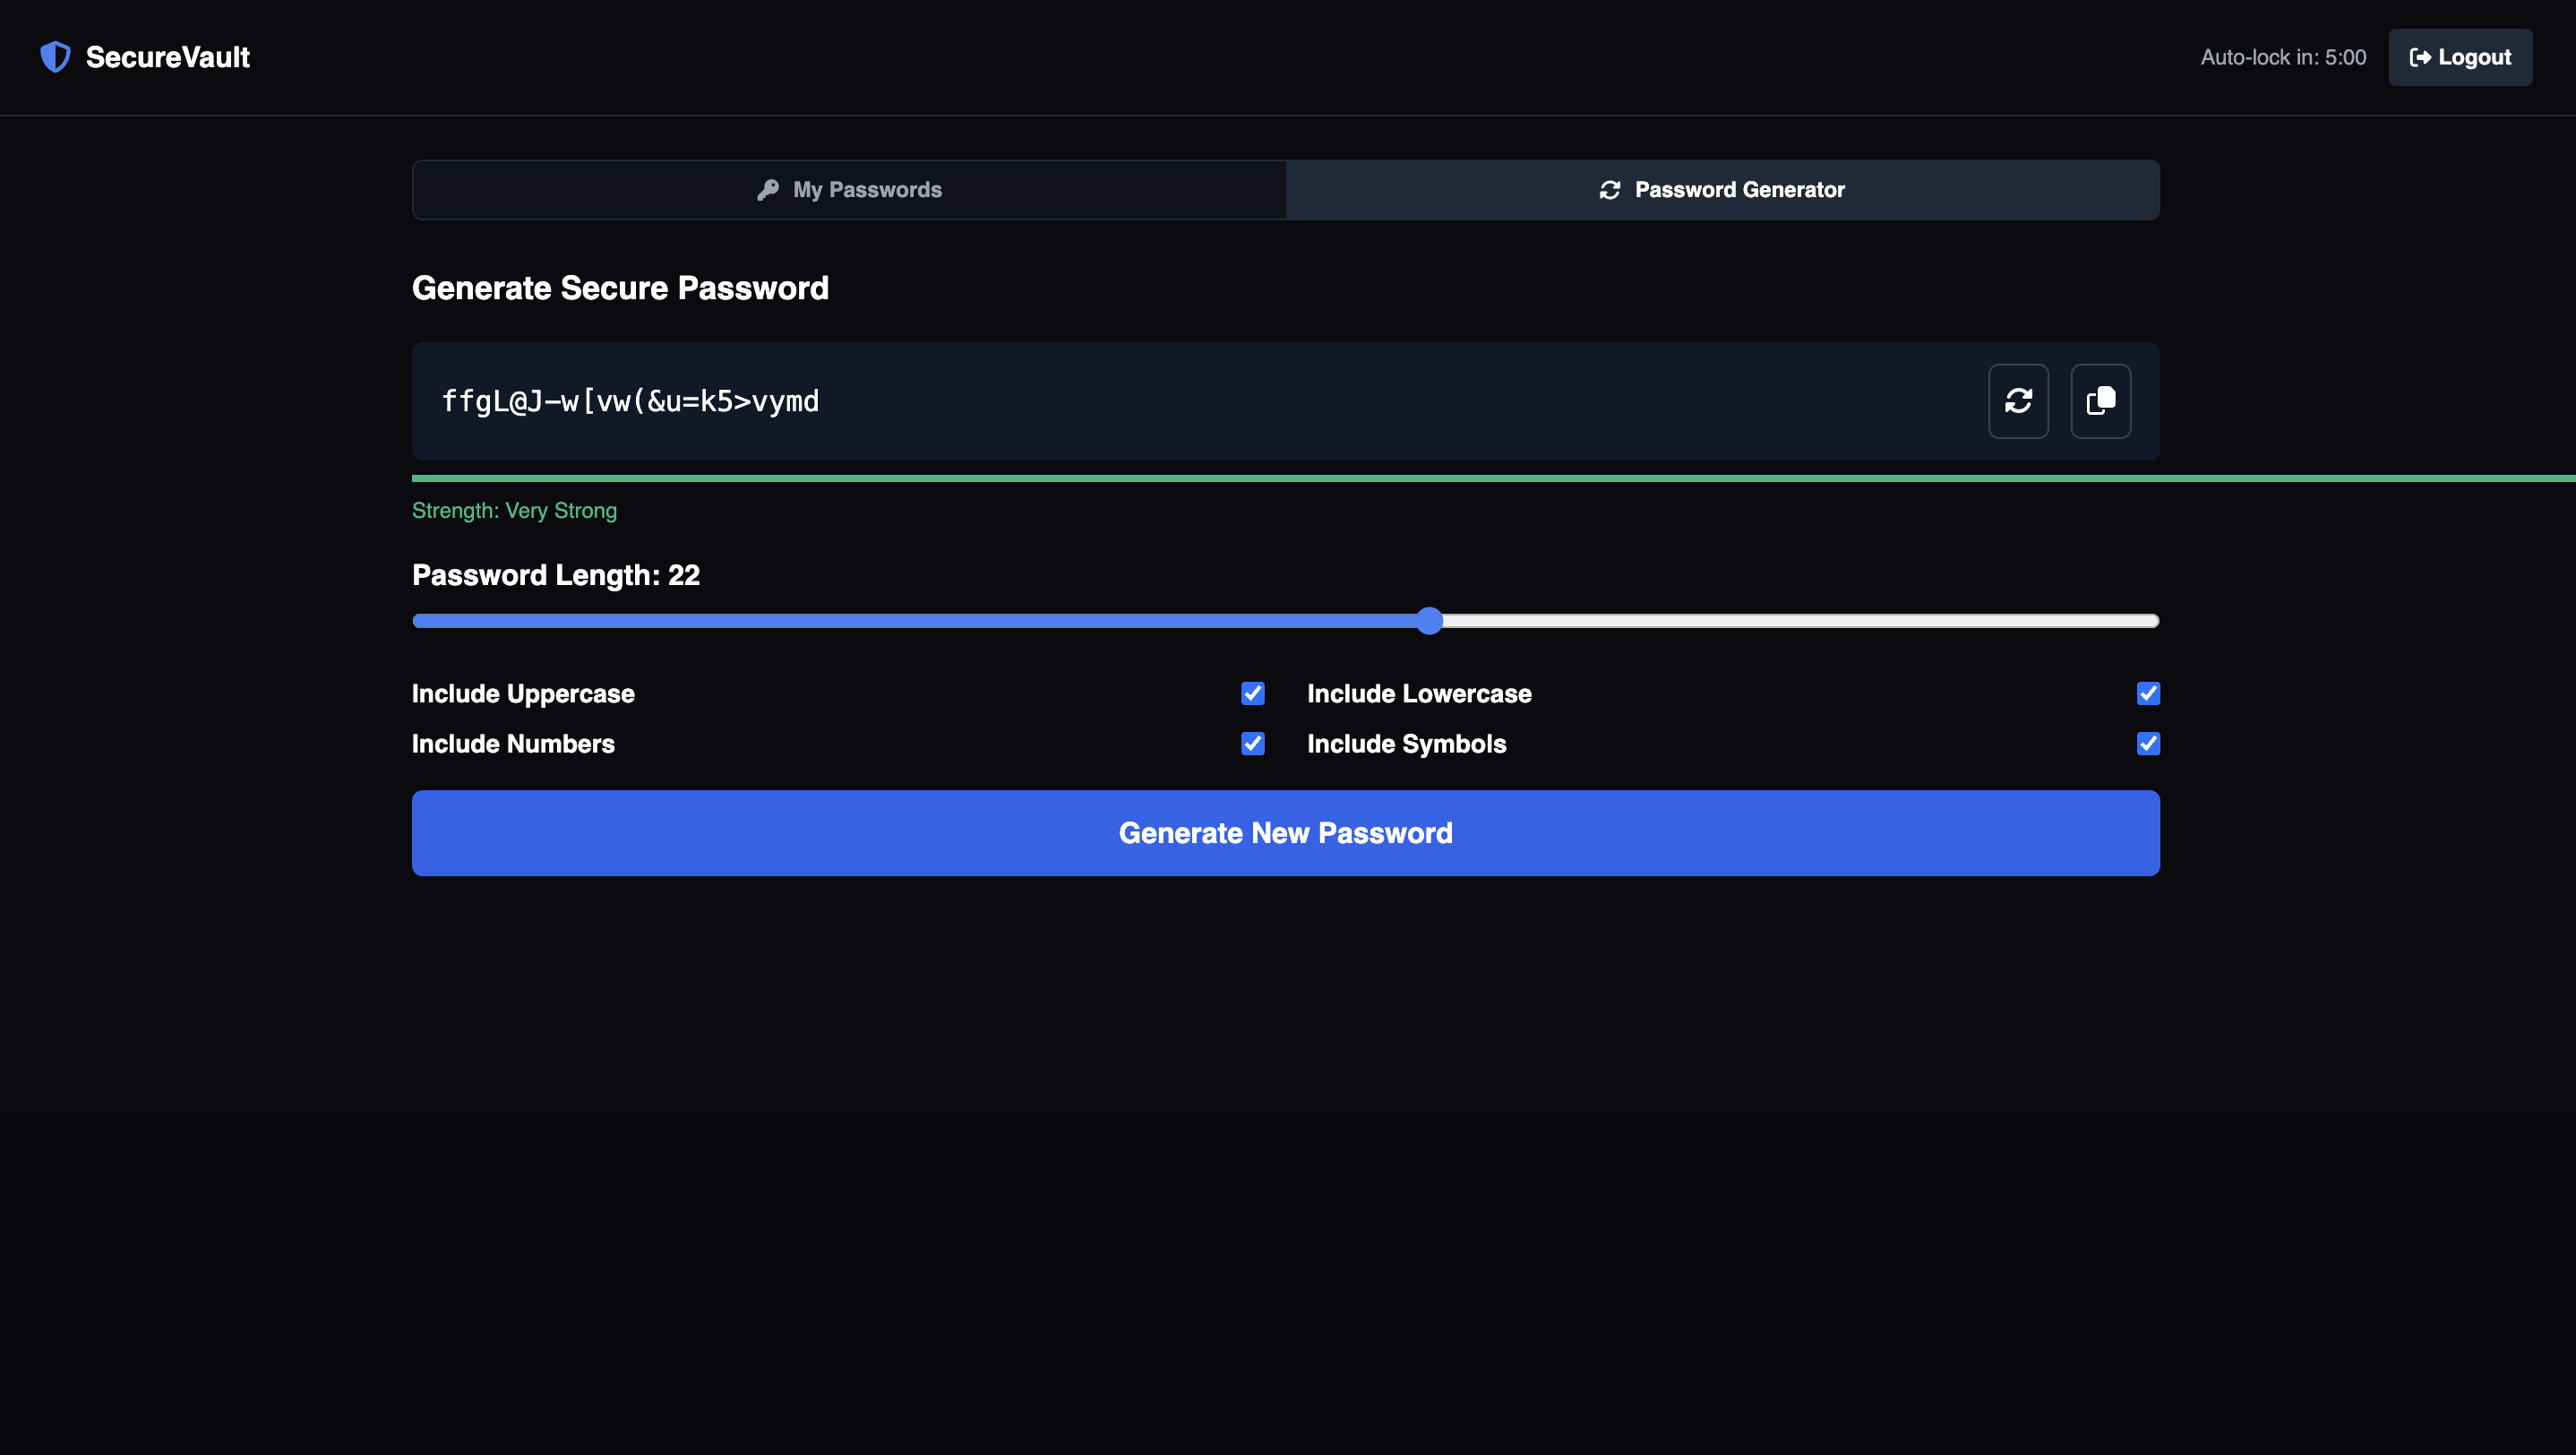 SecureVault
Auto-lock in: 5:00
Logout
My Passwords
Password Generator
Generate Secure Password
ffgL@J-w[vw(&u=k5>vymd
Strength: Very Strong
Password Length: 22
Include Uppercase
Include Lowercase
Include Numbers
Include Symbols
Generate New Password